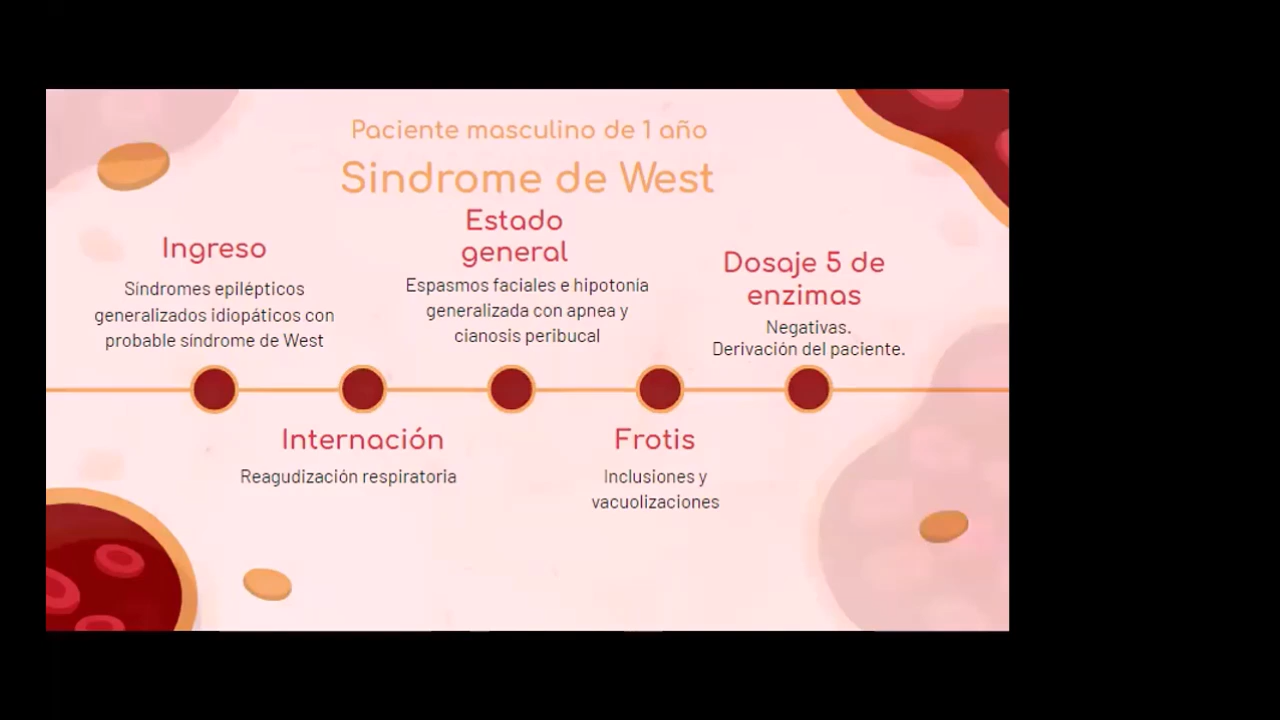 Paciente masculino de 1 año
Sindrome de West
Ingreso
Síndromes epilépticos
generalizados idiopáticos con
probable síndrome de West
Internación
Reagudización respiratoria
Estado
general
Espasmos faciales e hipotonía
generalizada con apnea y
cianosis peribucal
Frotis
Inclusiones y
vacuolizaciones
Dosaje 5 de
enzimas
Negativas.
Derivación del paciente.